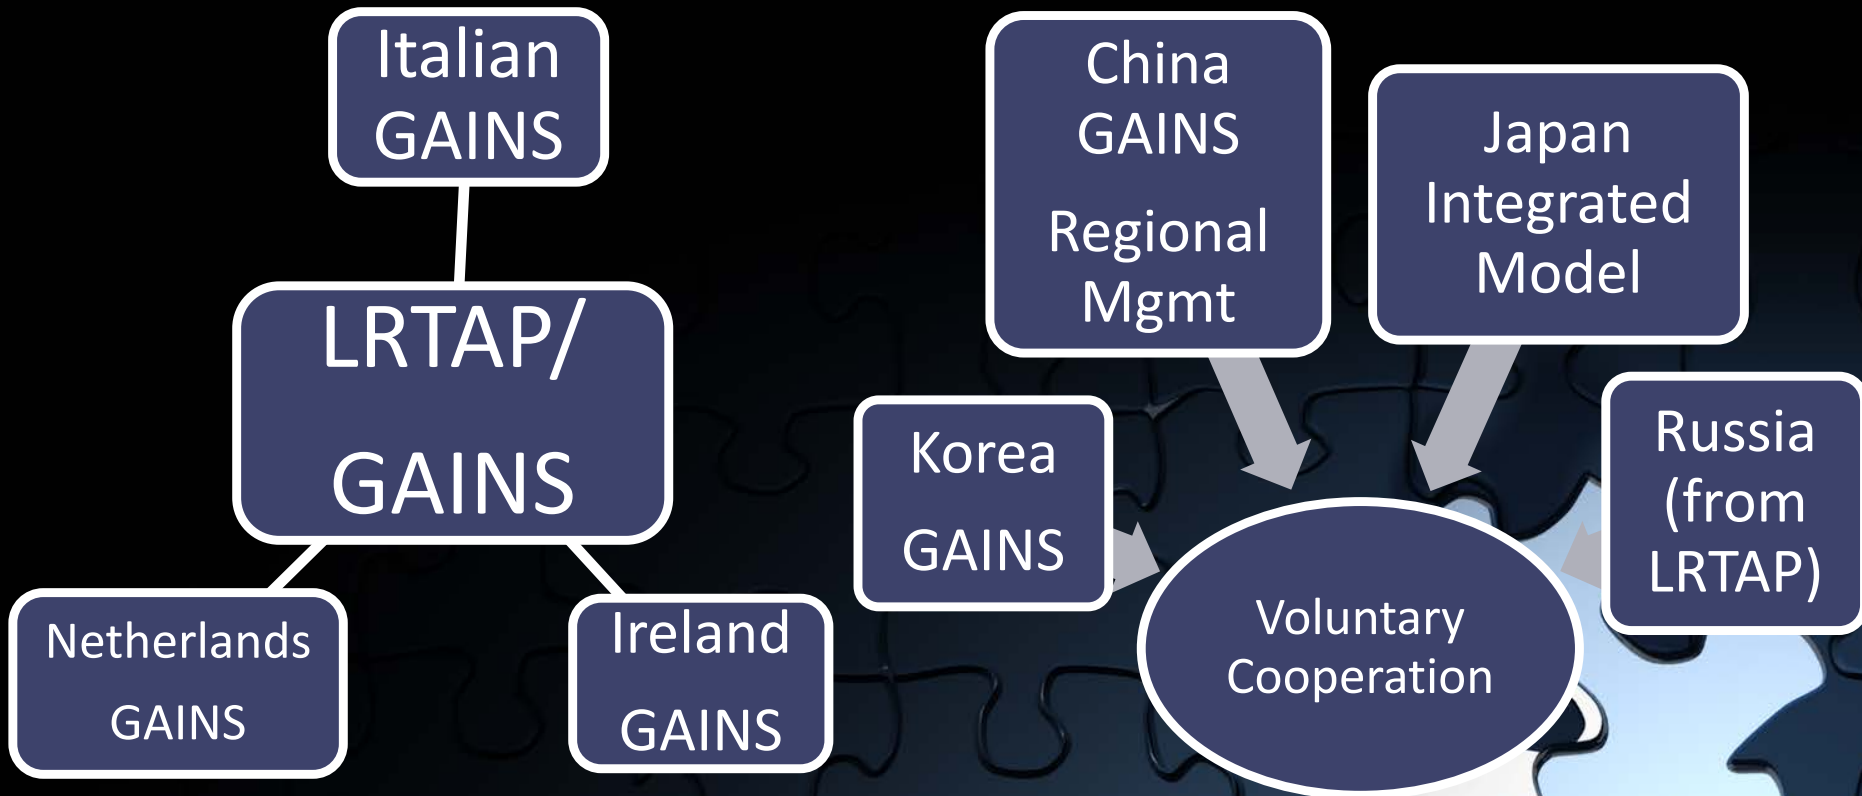 Italian
GAINS
LRTAP/
GAINS
Netherlands
GAINS
Ireland
GAINS
China
GAINS
Regional
Mgmt
Japan
Integrated
Model
Korea
GAINS
Russia
(from
LRTAP)
Voluntary
Cooperation